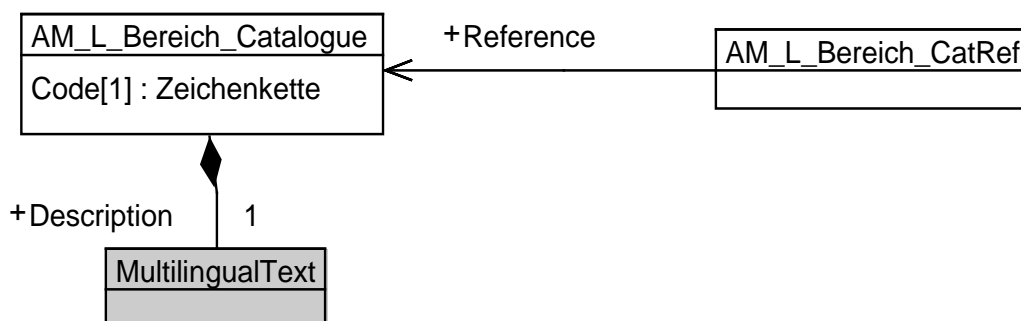 AM_L_Bereich_Catalogue
+Reference
AM_L_Bereich_CatRef
Code[1] : Zeichenkette
+Description
1
MultilingualText